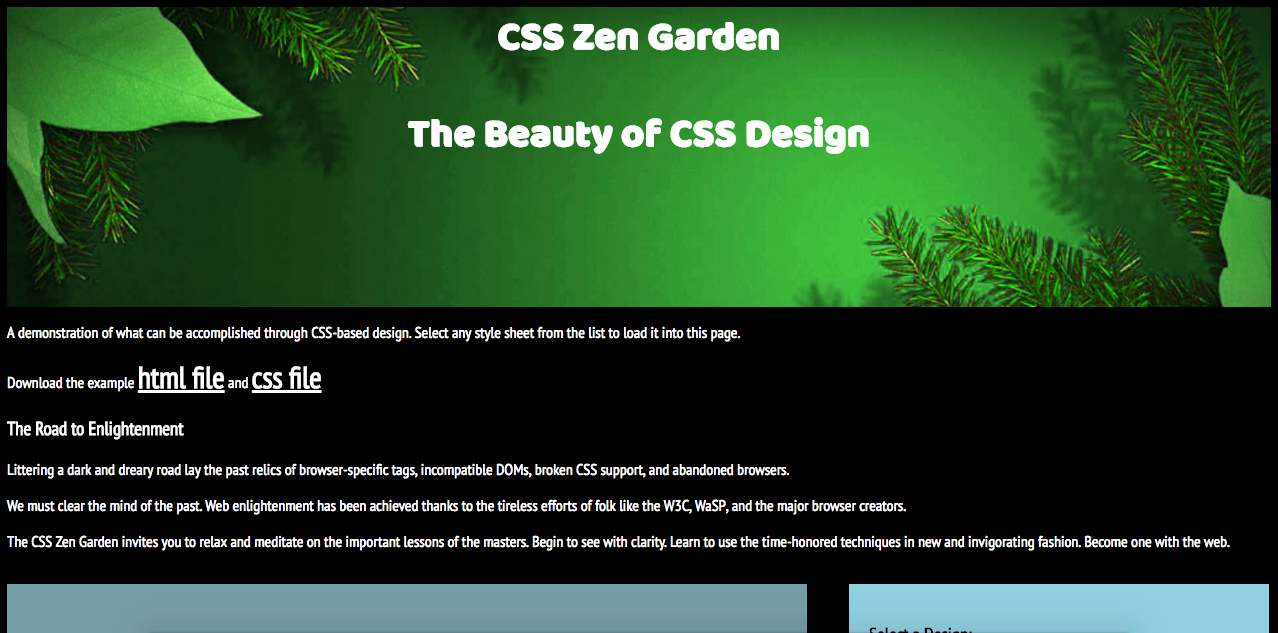 CSS Zen Garden
The Beauty of CSS Design
A demonstration of what can be accomplished through CSS-based design. Select any style sheet from the list to load it into this page.
Download the example html file and css file
The Road to Enlightenment
Littering a dark and dreary road lay the past relics of browser-specific tags, incompatible DOMs, broken CSS support, and abandoned browsers.
We must clear the mind of the past. Web enlightenment has been achieved thanks to the tireless efforts of folk like the W3C, WaSP, and the major browser creators.
The CSS Zen Garden invites you to relax and meditate on the important lessons of the masters. Begin to see with clarity. Learn to use the time-honored techniques in new and invigorating fashion. Become one with the web.
Select a Design: